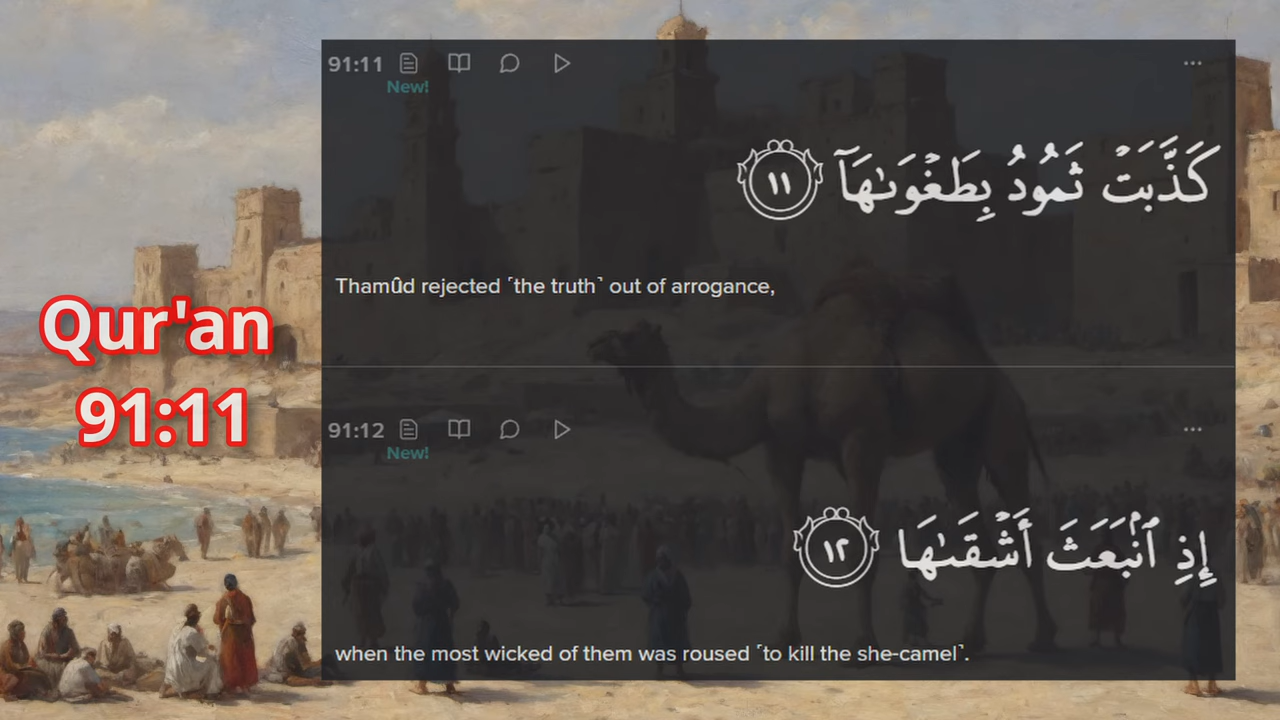 Qur'an
91:11
91:11
New!
كَذَّبَتْ ثَمُودُ بِطَغْوَىٰهَآ ١١
Thamûd rejected ˹the truth˺ out of arrogance,
91:12
New!
إِذِ ٱنۢبَعَثَ أَشْقَىٰهَا ١٢
when the most wicked of them was roused ˹to kill the she-camel˺.